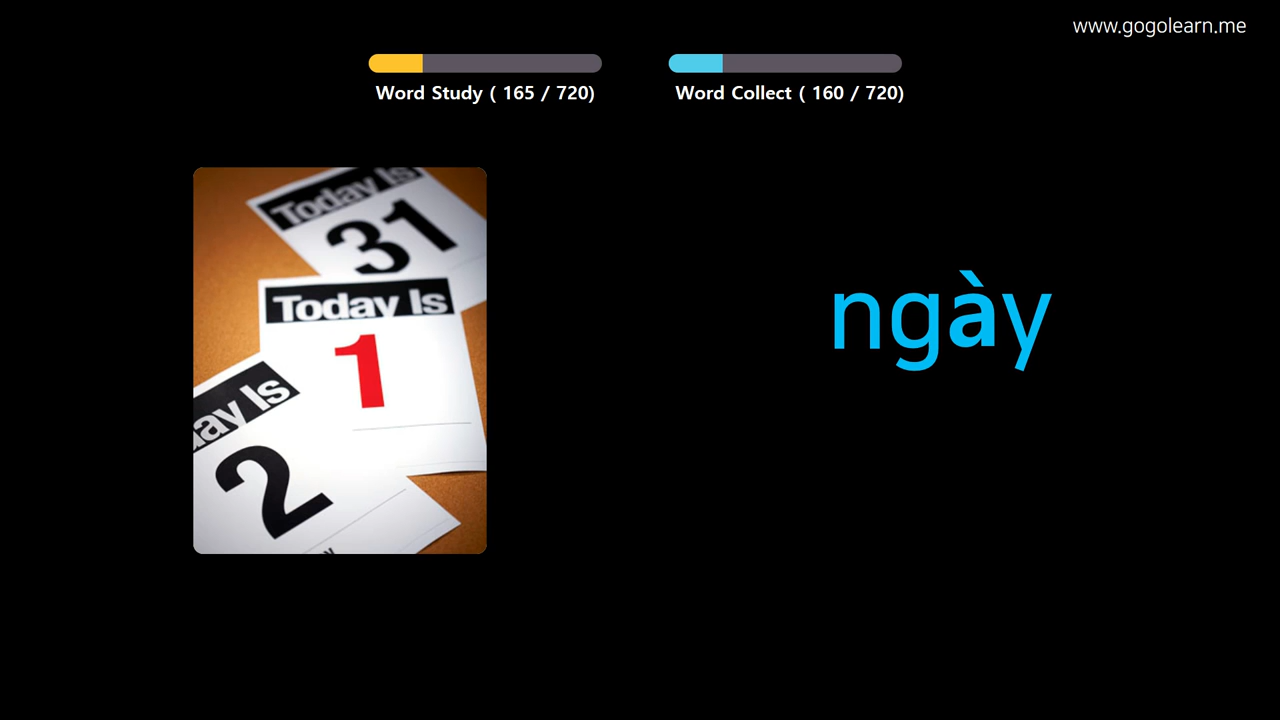 www.gogolearn.me
Word Study ( 165 / 720)
Word Collect ( 160 / 720)
Today Is
31
Today Is
1
ay Is
2
ngày